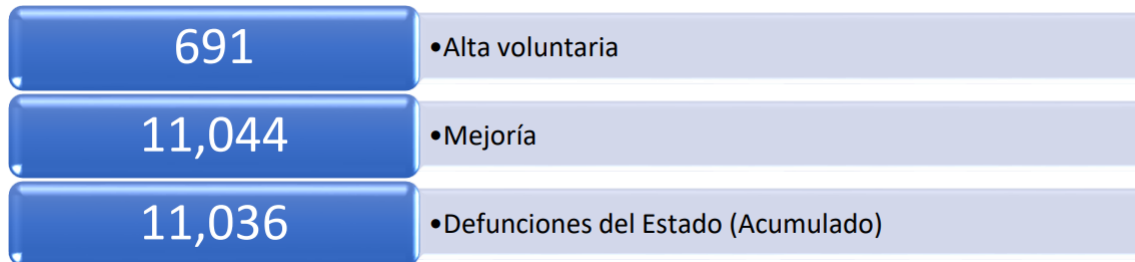 691 •Alta voluntaria
11,044 •Mejoría
11,036 •Defunciones del Estado (Acumulado)